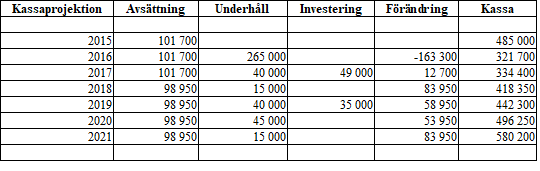 Kassaprojektion Avsättning Underhåll Investering Förändring Kassa
2015 101 700 485 000
2016 101 700 265 000 -163 300 321 700
2017 101 700 40 000 49 000 12 700 334 400
2018 98 950 15 000 83 950 418 350
2019 98 950 40 000 35 000 58 950 442 300
2020 98 950 45 000 53 950 496 250
2021 98 950 15 000 83 950 580 200